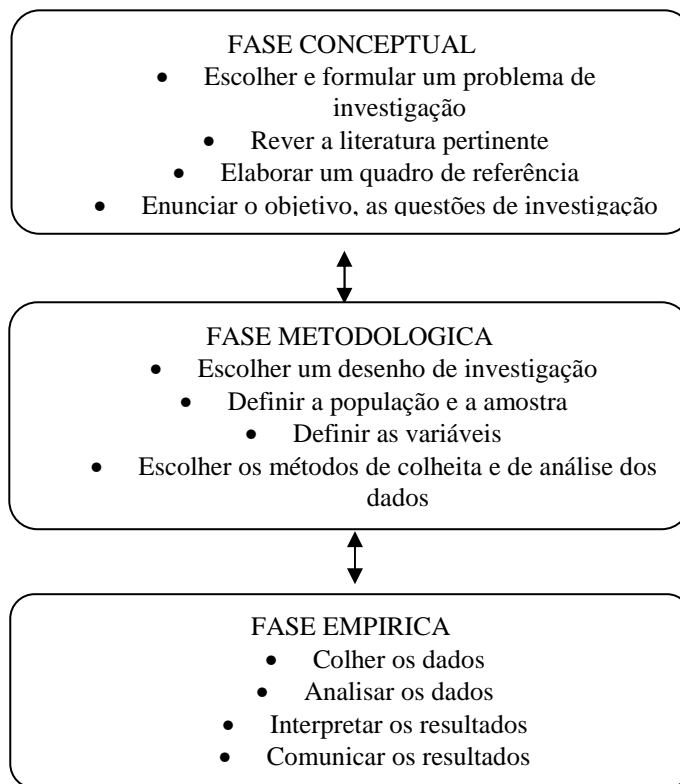 FASE CONCEPTUAL
• Escolher e formular um problema de
investigação
• Rever a literatura pertinente
• Elaborar um quadro de referência
• Enunciar o objetivo, as questões de investigação
FASE METODOLOGICA
• Escolher um desenho de investigação
• Definir a população e a amostra
• Definir as variáveis
• Escolher os métodos de colheita e de análise dos
dados
FASE EMPIRICA
• Colher os dados
• Analisar os dados
• Interpretar os resultados
• Comunicar os resultados